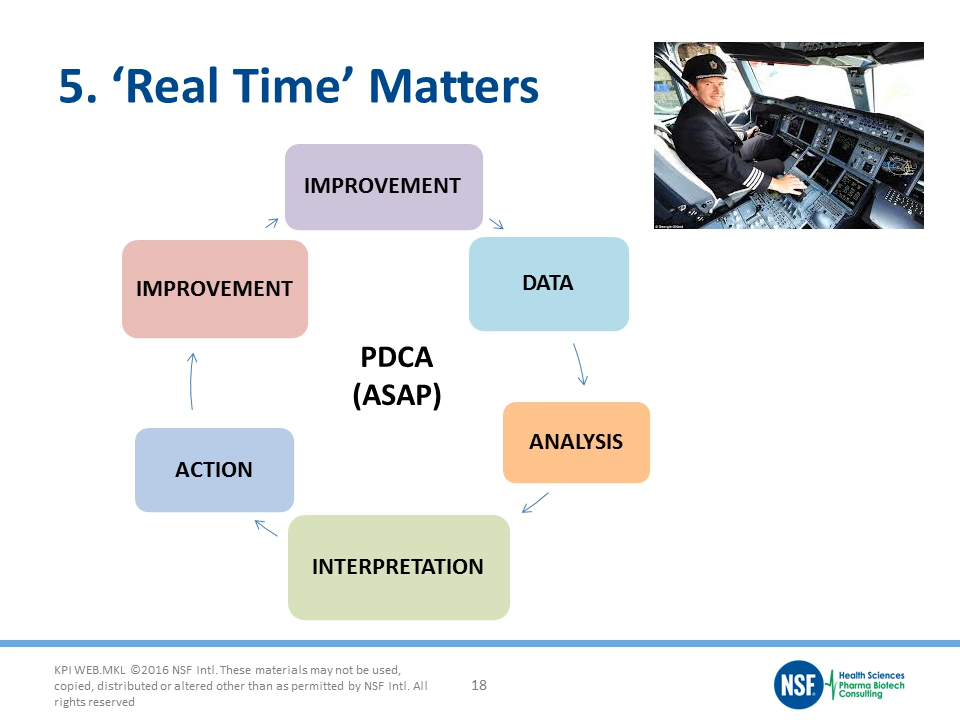 5. ‘Real Time’ Matters
IMPROVEMENT
DATA
ANALYSIS
INTERPRETATION
ACTION
IMPROVEMENT
PDCA
(ASAP)
KPI WEB.MKL ©2016 NSF Intl. These materials may not be used,
copied, distributed or altered other than as permitted by NSF Intl. All
rights reserved
18
NSF
Health Sciences
Pharma Biotech
Consulting